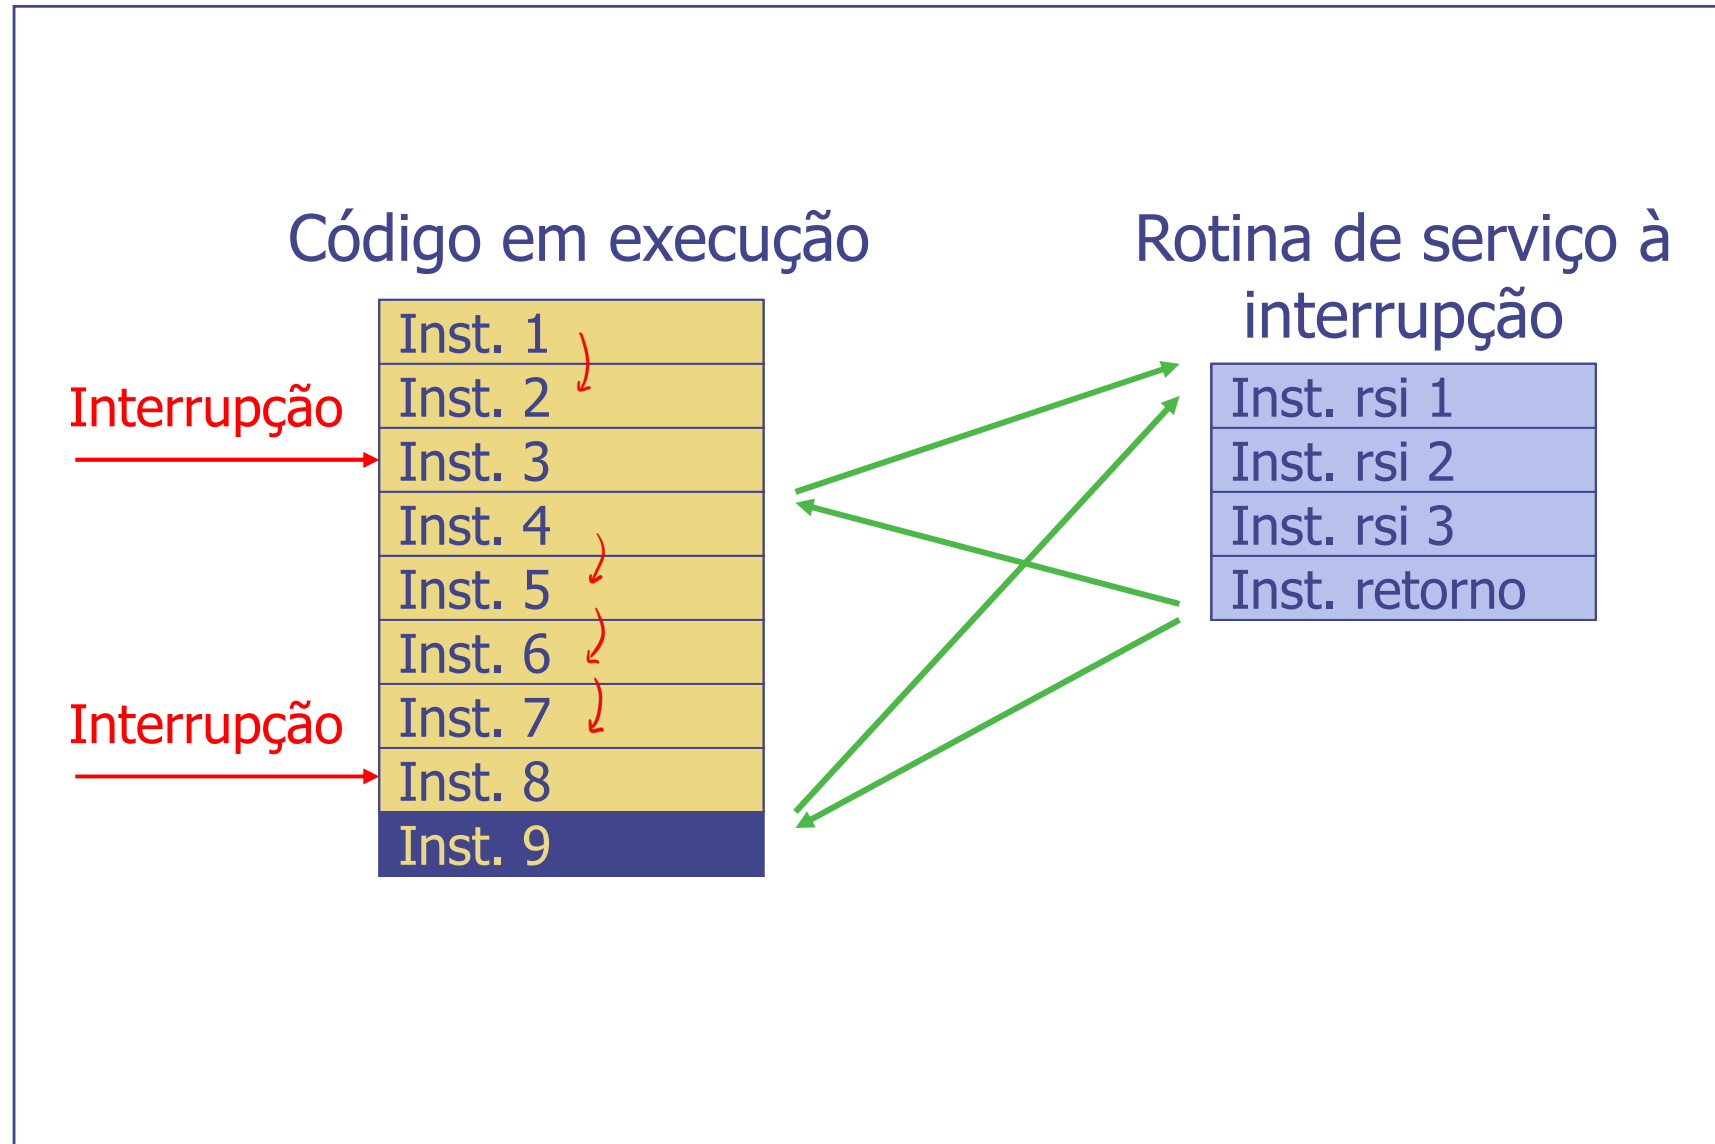 Código em execução
Rotina de serviço à
interrupção
Interrupção
Inst. 1
Inst. 2
Inst. 3
Inst. 4
Inst. 5
Inst. 6
Interrupção
Inst. 7
Inst. 8
Inst. 9
Inst. rsi 1
Inst. rsi 2
Inst. rsi 3
Inst. retorno